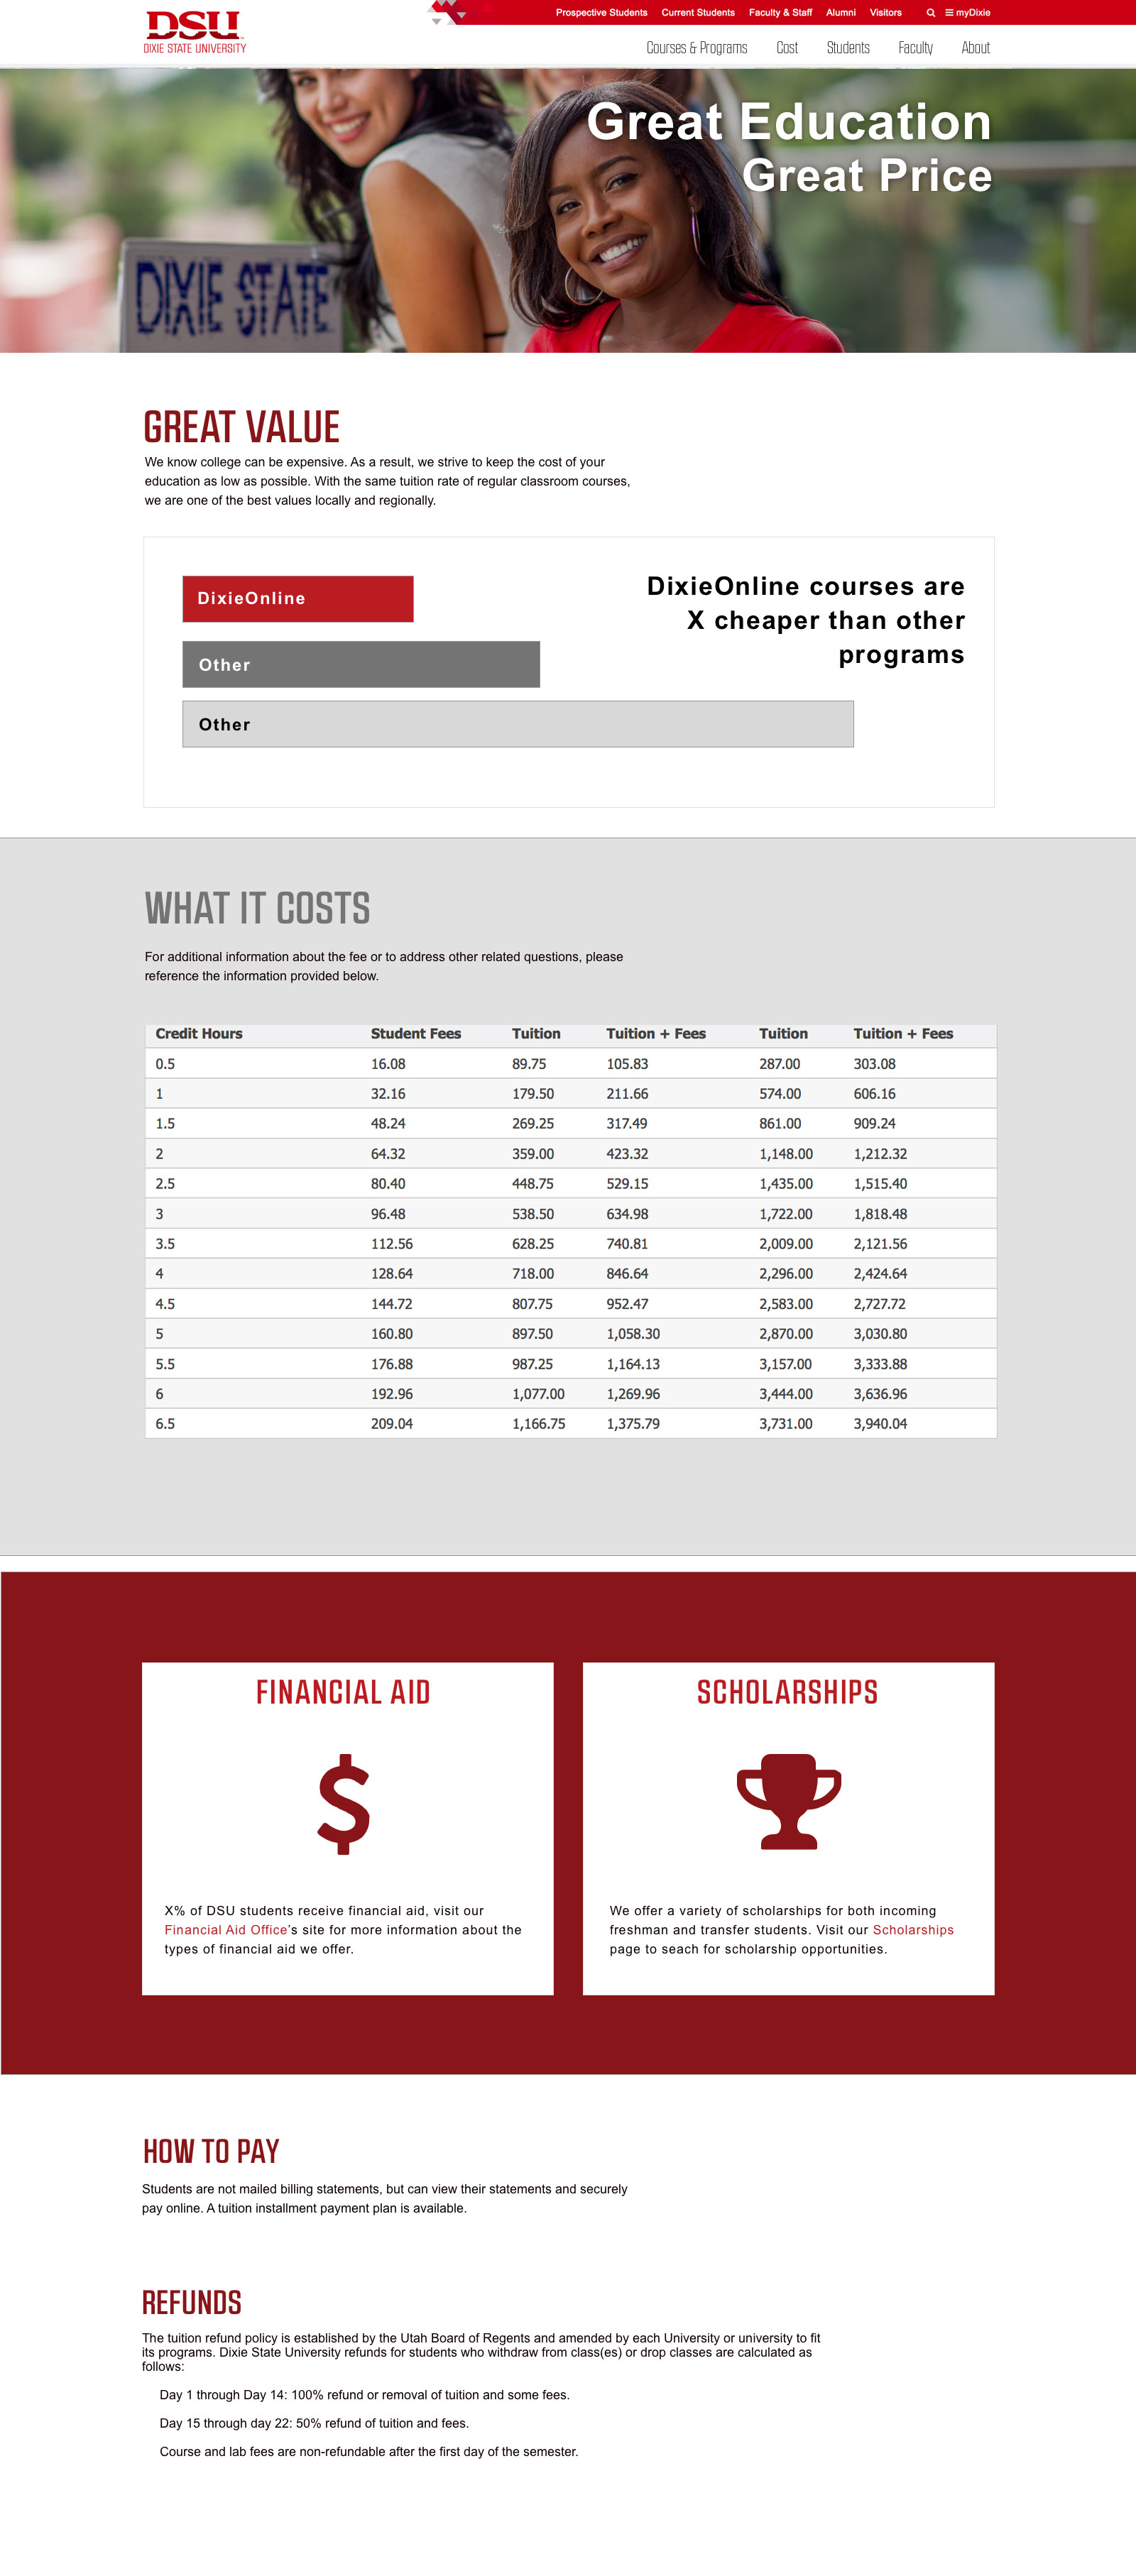 DSU
DIXIE STATE UNIVERSITY
Prospective Students Current Students Faculty & Staff Alumni Visitors myDixie
Courses & Programs Cost Students Faculty About
Great Education
Great Price
DIXIE STATE
GREAT VALUE
We know college can be expensive. As a result, we strive to keep the cost of your
education as low as possible. With the same tuition rate of regular classroom courses,
we are one of the best values locally and regionally.
DixieOnline
Other
Other
DixieOnline courses are
X cheaper than other
programs
WHAT IT COSTS
For additional information about the fee or to address other related questions, please
reference the information provided below.
Credit Hours Student Fees Tuition Tuition + Fees Tuition Tuition + Fees
0.5 16.08 89.75 105.83 287.00 303.08
1 32.16 179.50 211.66 574.00 606.16
1.5 48.24 269.25 317.49 861.00 909.24
2 64.32 359.00 423.32 1,148.00 1,212.32
2.5 80.40 448.75 529.15 1,435.00 1,515.40
3 96.48 538.50 634.98 1,722.00 1,818.48
3.5 112.56 628.25 740.81 2,009.00 2,121.56
4 128.64 718.00 846.64 2,296.00 2,424.64
4.5 144.72 807.75 952.47 2,583.00 2,727.72
5 160.80 897.50 1,058.30 2,870.00 3,030.80
5.5 176.88 987.25 1,164.13 3,157.00 3,333.88
6 192.96 1,077.00 1,269.96 3,444.00 3,636.96
6.5 209.04 1,166.75 1,375.79 3,731.00 3,940.04
FINANCIAL AID
$
X% of DSU students receive financial aid, visit our
Financial Aid Office's site for more information about the
types of financial aid we offer.
SCHOLARSHIPS
We offer a variety of scholarships for both incoming
freshman and transfer students. Visit our Scholarships
page to seach for scholarship opportunities.
HOW TO PAY
Students are not mailed billing statements, but can view their statements and securely
pay online. A tuition installment payment plan is available.
REFUNDS
The tuition refund policy is established by the Utah Board of Regents and amended by each University or university to fit
its programs. Dixie State University refunds for students who withdraw from class(es) or drop classes are calculated as
follows:
Day 1 through Day 14: 100% refund or removal of tuition and some fees.
Day 15 through day 22: 50% refund of tuition and fees.
Course and lab fees are non-refundable after the first day of the semester.